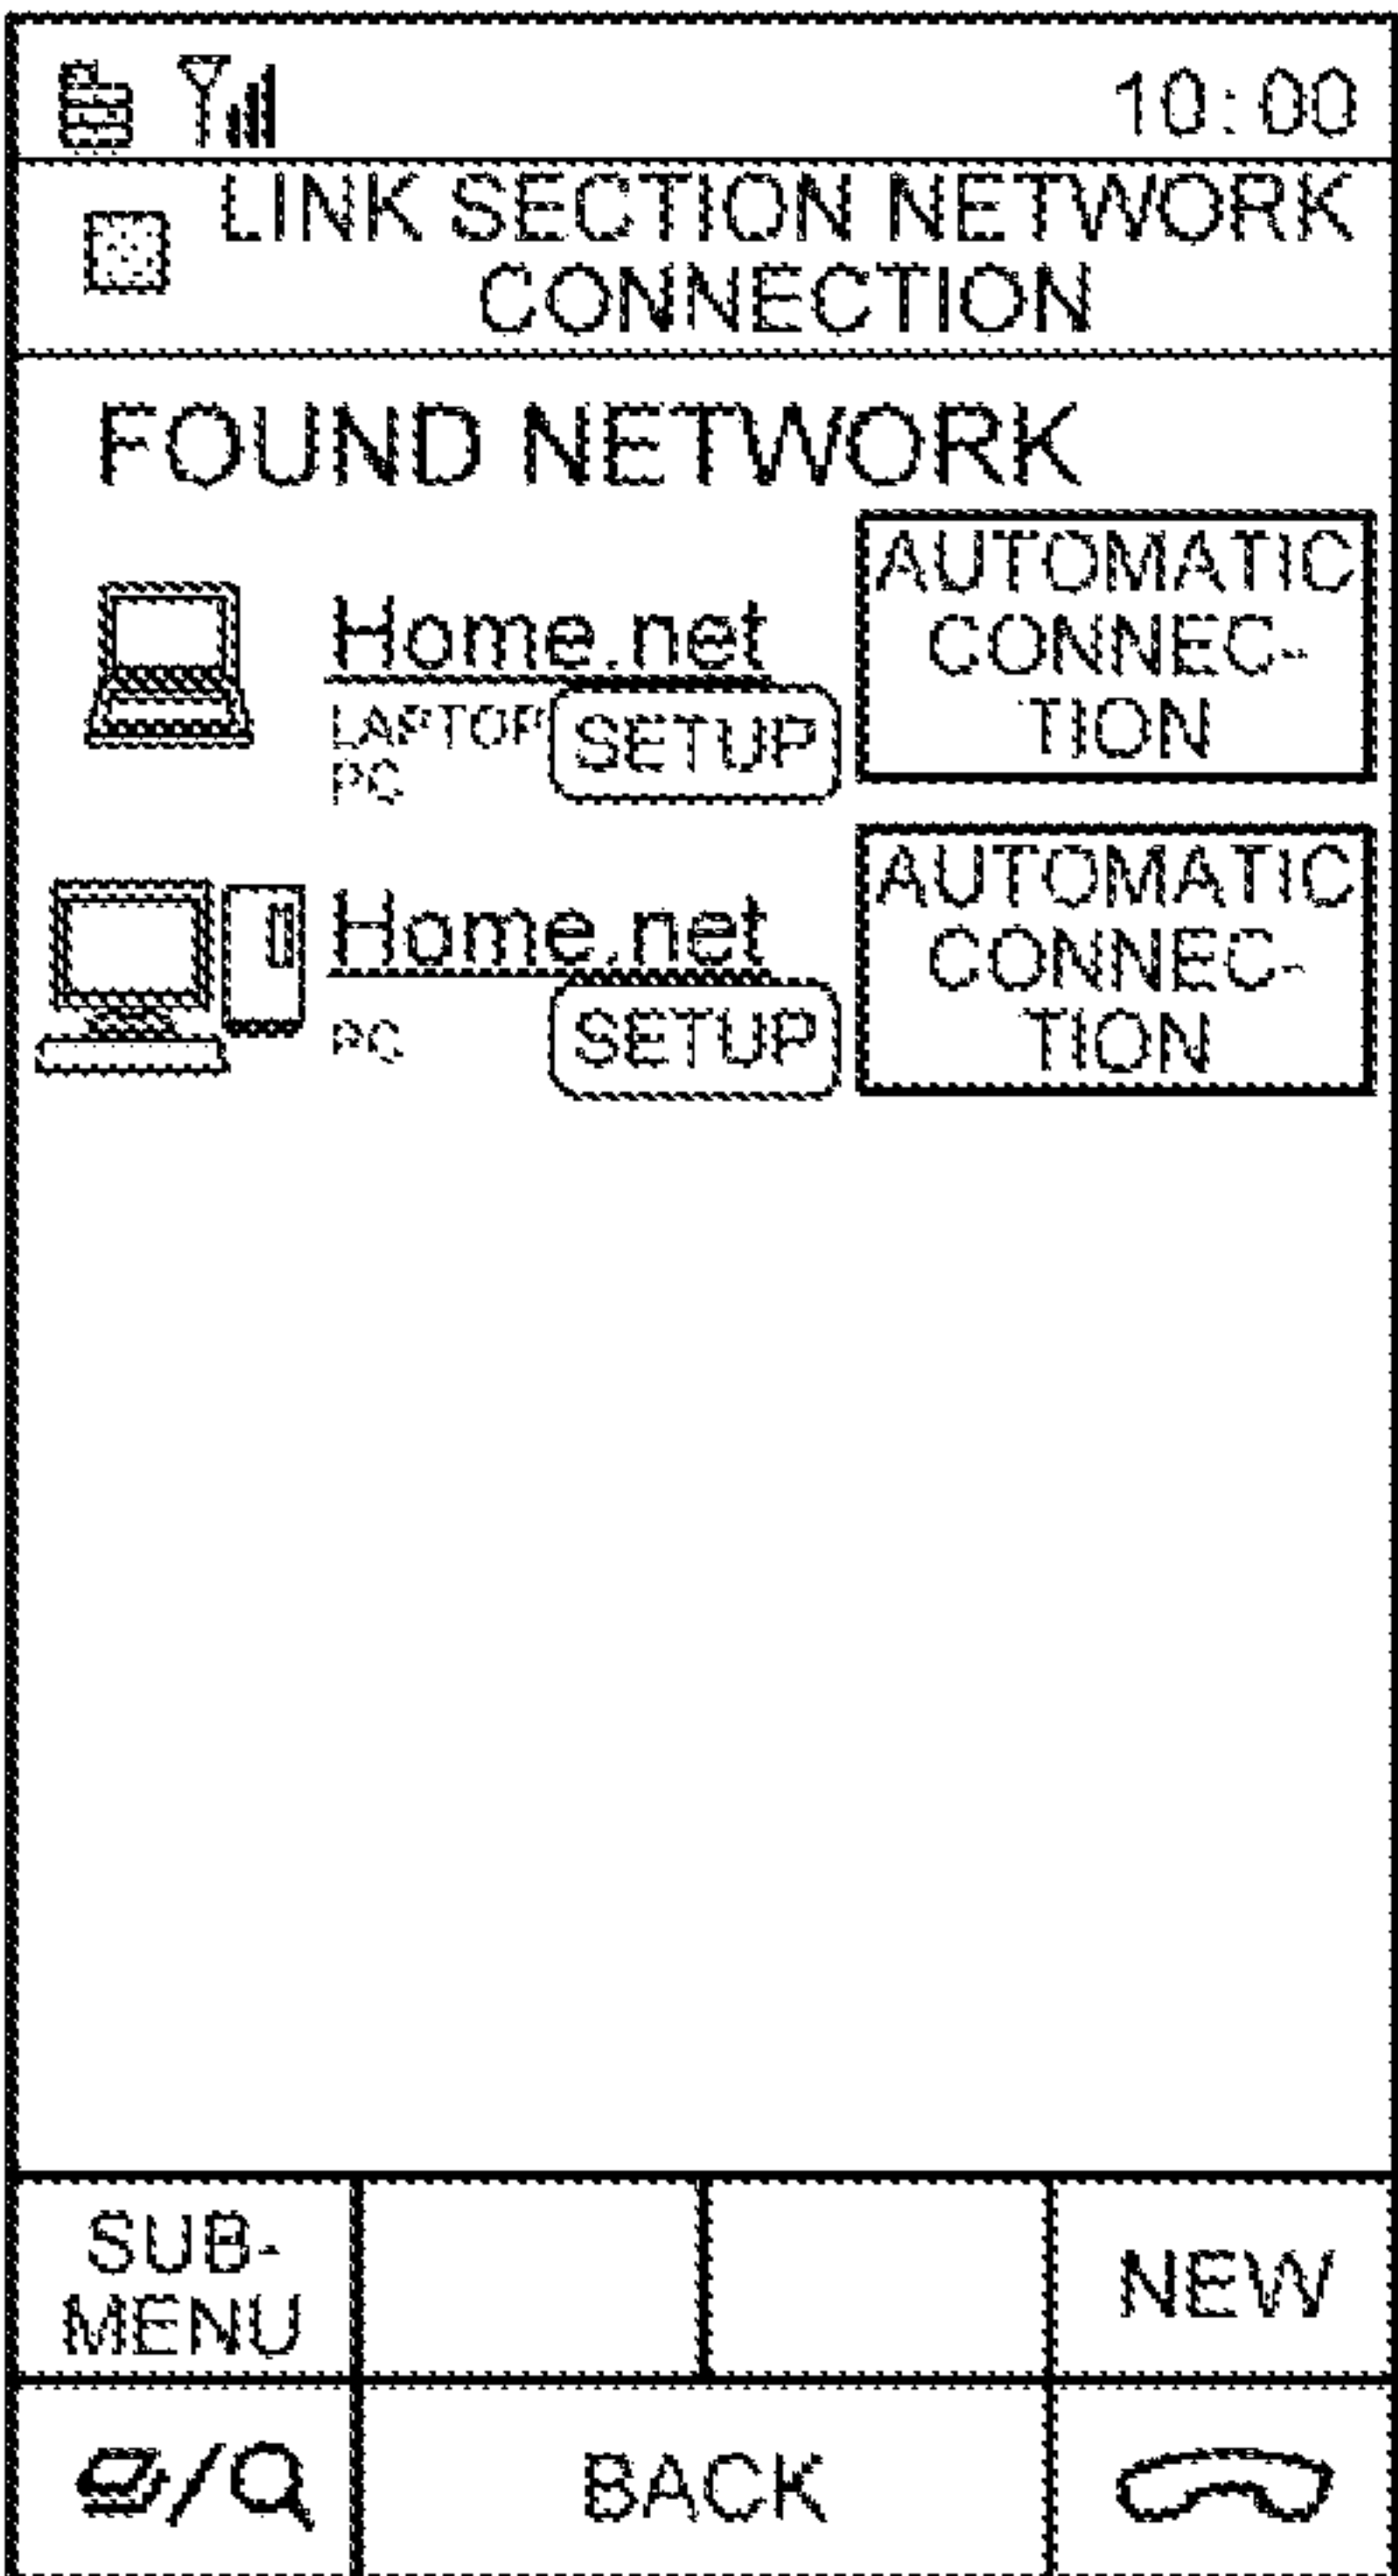 10:00
LINK SECTION NETWORK
CONNECTION
FOUND NETWORK
Home.net
LAPTOP
PC
SETUP
AUTOMATIC
CONNEC-
TION
Home.net
PC
SETUP
AUTOMATIC
CONNEC-
TION
SUB-
MENU
NEW
BACK